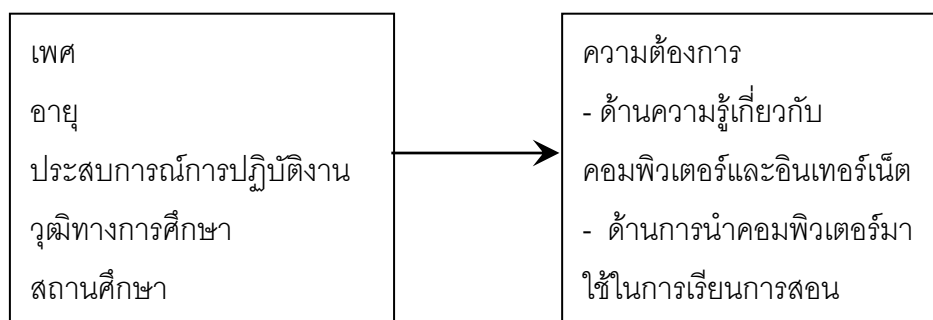 เพศ
อายุ
ประสบการณ์การปฏิบัติงาน
วุฒิทางการศึกษา
สถานศึกษา
ความต้องการ
- ด้านความรู้เกี่ยวกับ
คอมพิวเตอร์และอินเทอร์เน็ต
- ด้านการนำคอมพิวเตอร์มา
ใช้ในการเรียนการสอน